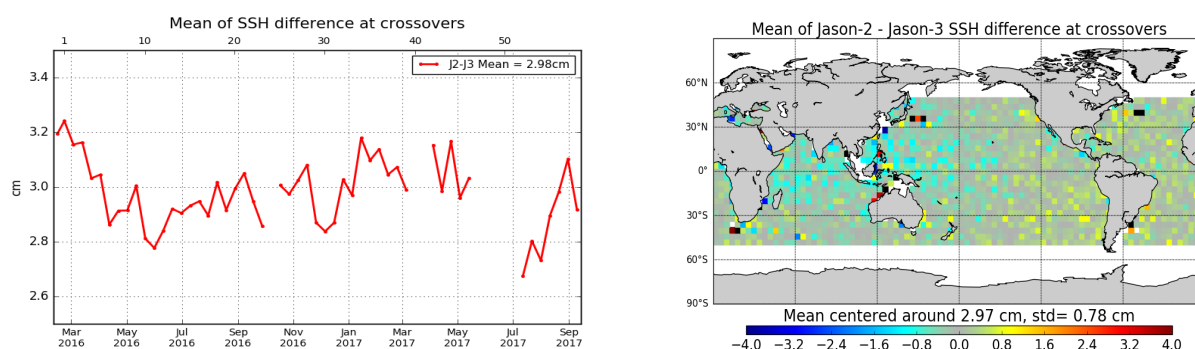 Mean of SSH difference at crossovers
1 10 20 30 40 50
J2-J3 Mean = 2.98cm
3.4
3.2
3.0
2.8
2.6
cm
Mar 2016 May 2016 Jul 2016 Sep 2016 Nov 2016 Jan 2017 Mar 2017 May 2017 Jul 2017 Sep 2017
Mean of Jason-2 - Jason-3 SSH difference at crossovers
60°N
30°N
0°
30°S
60°S
90°S
Mean centered around 2.97 cm, std= 0.78 cm
−4.0 −3.2 −2.4 −1.6 −0.8 0.0 0.8 1.6 2.4 3.2 4.0